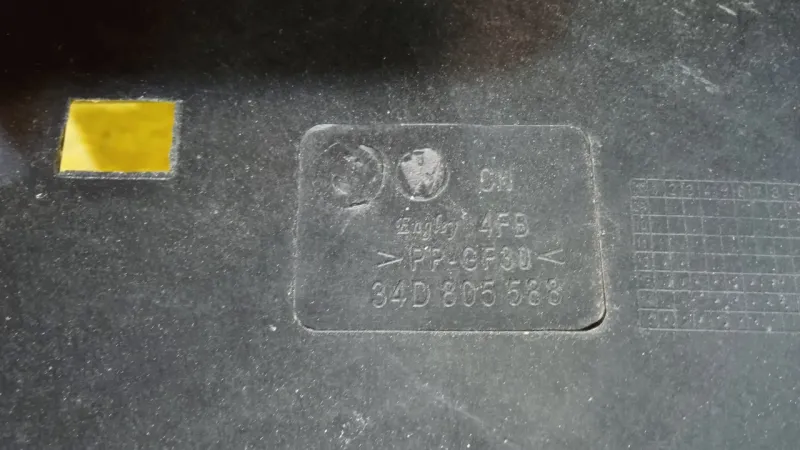 CN
Engley 4FB
>PP-GF30<
34D 805 588